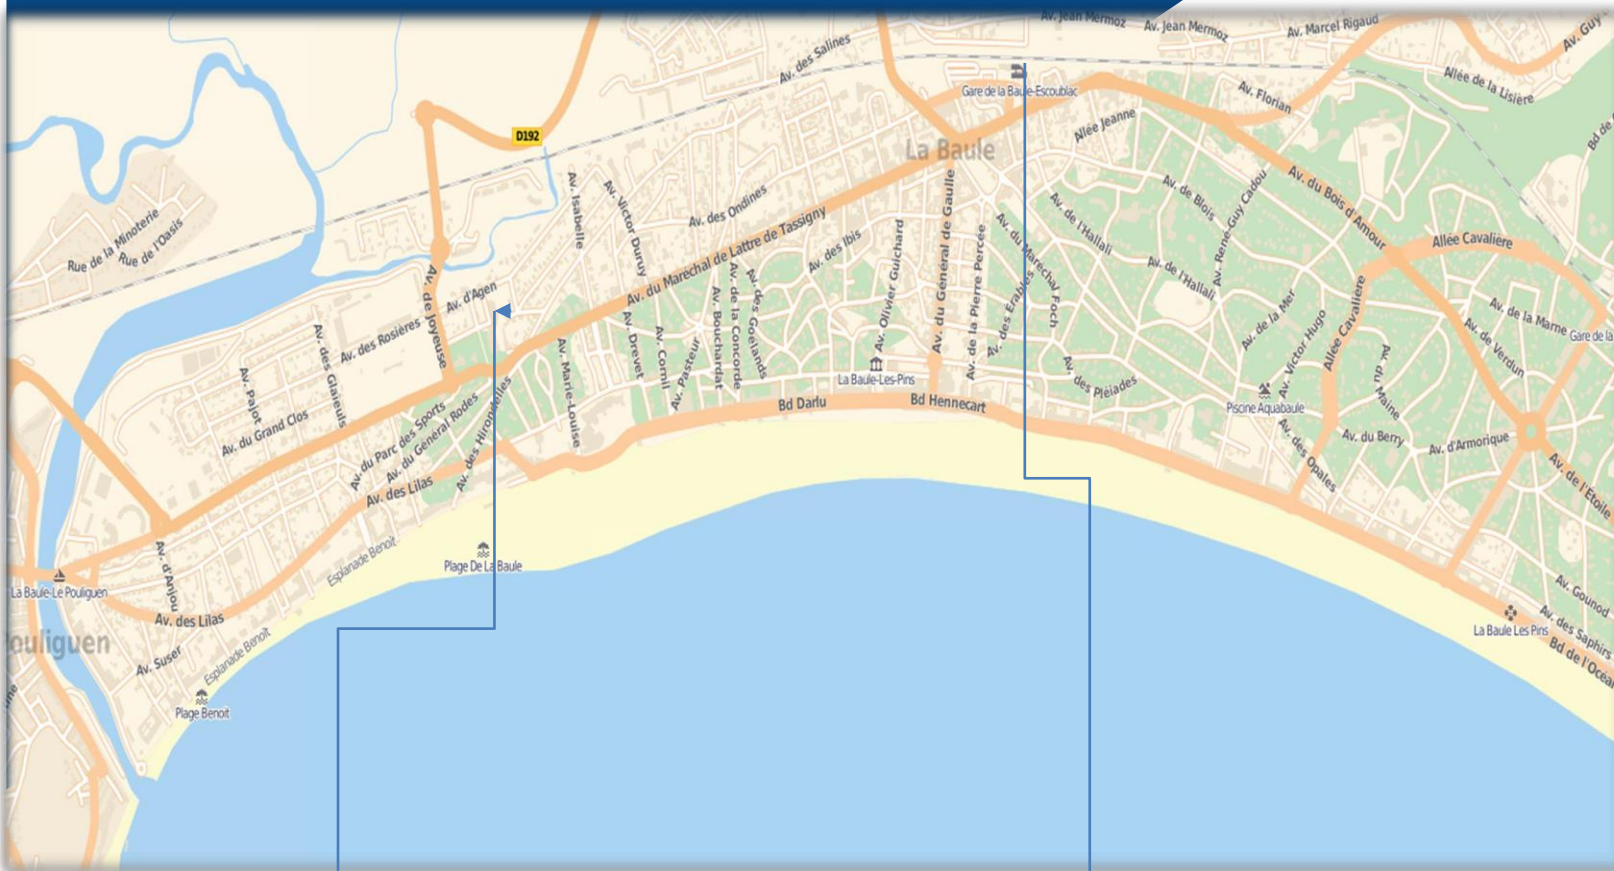 Av. Jean Mermoz
Av. Jean Mermoz
Av. Marcel Rigaud
Av. Guy
Av. des Salines
Gare de la Baule-Escoublac
Av. Florian
Allée de la Lisière
Allée Jeanne
Bd de
D192
La Baule
Av. Isabelle
Av. Victor Duruy
Av. des Ondines
Av. du Maréchal de Lattre de Tassigny
Av. des Ibis
Av. Olivier Guichard
Av. du Général de Gaulle
Av. de la Pierre Percée
Av. du Maréchal Foch
Av. des Érables
Av. de l'Hallali
Av. de l'Hallali
Av. de Blois
Av. René-Guy Cadou
Av. du Bois d'Amour
Allée Cavalière
Allée Cavalière
Rue de la Minoterie
Rue de l'Oasis
Av. d'Agen
Av. de Joyeuse
Av. des Rosières
Av. des Glaïeuls
Av. Pajot
Av. du Grand Clos
Av. Drevet
Av. Cornil
Av. Pasteur
Av. Bouchardat
Av. de la Concorde
Av. des Goélands
Av. Marie-Louise
La Baule-Les-Pins
Av. des Pléiades
Av. de la Mer
Av. Victor Hugo
Piscine Aquabaule
Av. de la Marne
Gare de la
Av. de Verdun
Rd du Maine
Av. du Berry
Av. d'Armorique
Av. des Opales
Av. de l'Étoile
Bd Darlu
Bd Hennecart
Av. du Parc des Sports
Av. du Général Rodes
Av. des Hirondelles
Av. des Lilas
Esplanade Benoît
Plage De La Baule
La Baule-Le Pouliguen
Av. d'Anjou
Av. des Lilas
ouliguen
Av. Suser
Esplanade Benoît
Plage Benoît
Av. Gounod
Av. des Saphirs
La Baule Les Pins
Bd de l'Océan